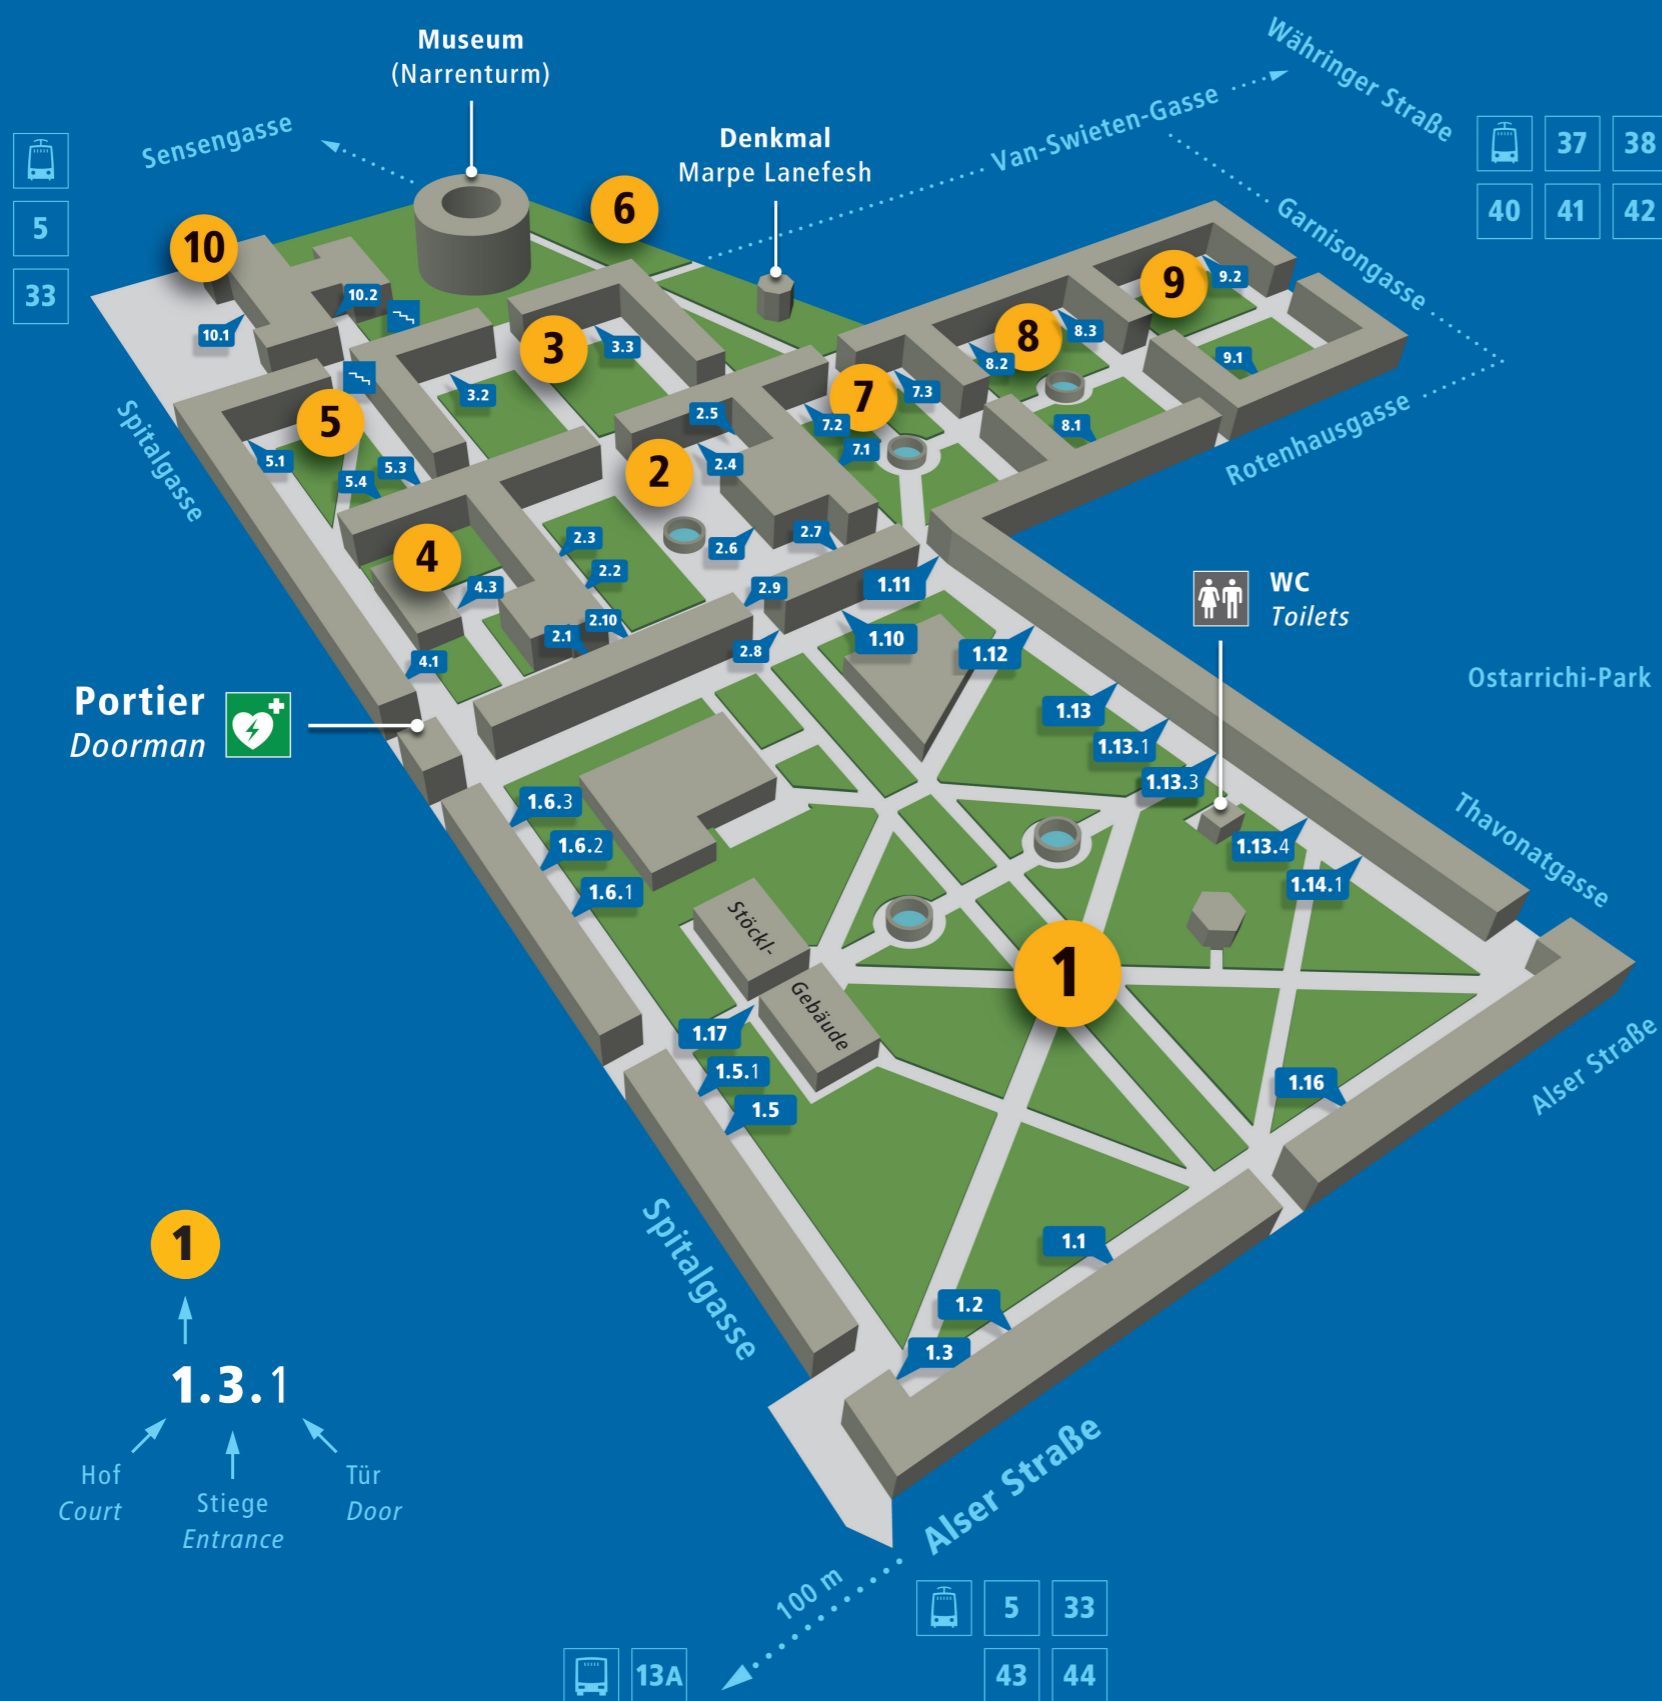 Museum
(Narrenturm)
Währinger Straße
Sensengasse
Denkmal
Marpe Lanefesh
Van-Swieten-Gasse
37
38
40
41
42
5
33
Garnisongasse
6
10
10.2
10.1
9
9.2
9.1
3
3.3
3.2
8
8.3
8.2
8.1
7
7.3
7.2
7.1
Spitalgasse
5
5.1
5.3
5.4
2.5
2.4
2
Rotenhausgasse
4
4.3
4.1
2.3
2.2
2.6
2.7
2.9
2.10
2.1
2.8
1.11
1.10
1.12
WC
Toilets
Ostarrichi-Park
Portier
Doorman
1.13
1.13.1
1.13.3
1.13.4
1.14.1
Thavonatgasse
1.6.3
1.6.2
1.6.1
Stöckl-
Gebäude
1
1.17
1.5.1
1.5
1.16
Alser Straße
Spitalgasse
1.1
1.2
1.3
1
1.3.1
Hof
Court
Stiege
Entrance
Tür
Door
Alser Straße
100 m
5
33
43
44
13A